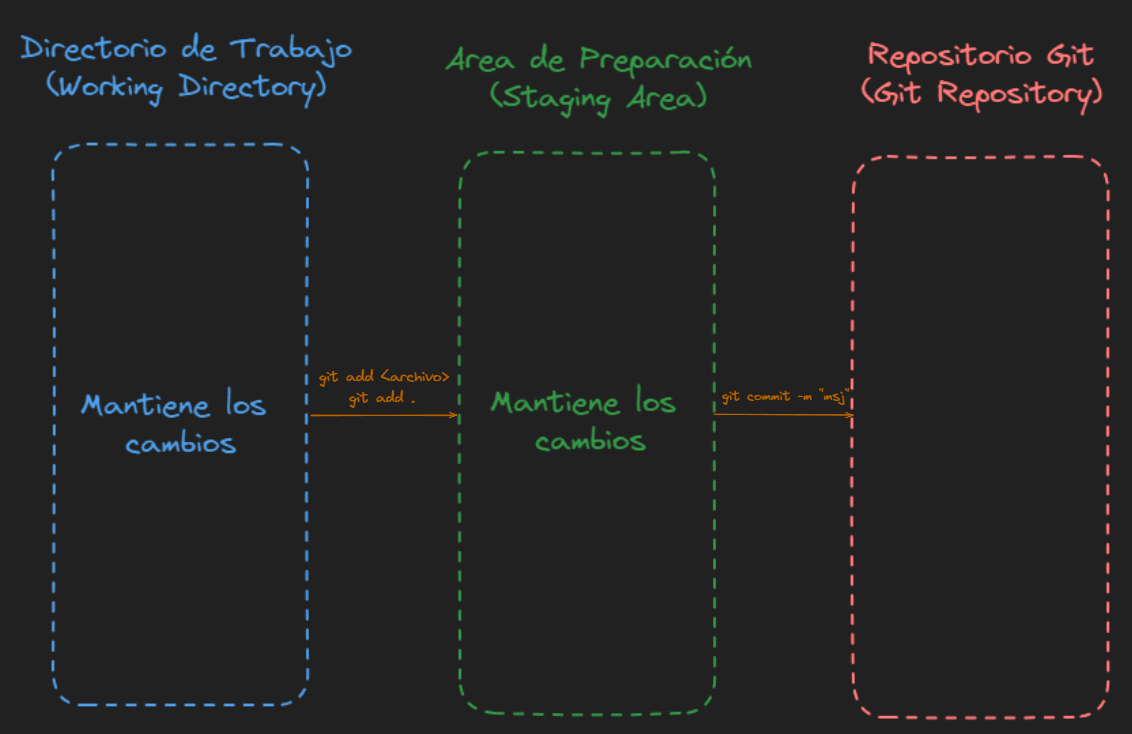 Directorio de Trabajo
(Working Directory)
Area de Preparación
(Staging Area)
Repositorio Git
(Git Repository)
Mantiene los
cambios
git add <archivo>
git add .
Mantiene los
cambios
git commit -m "msj"